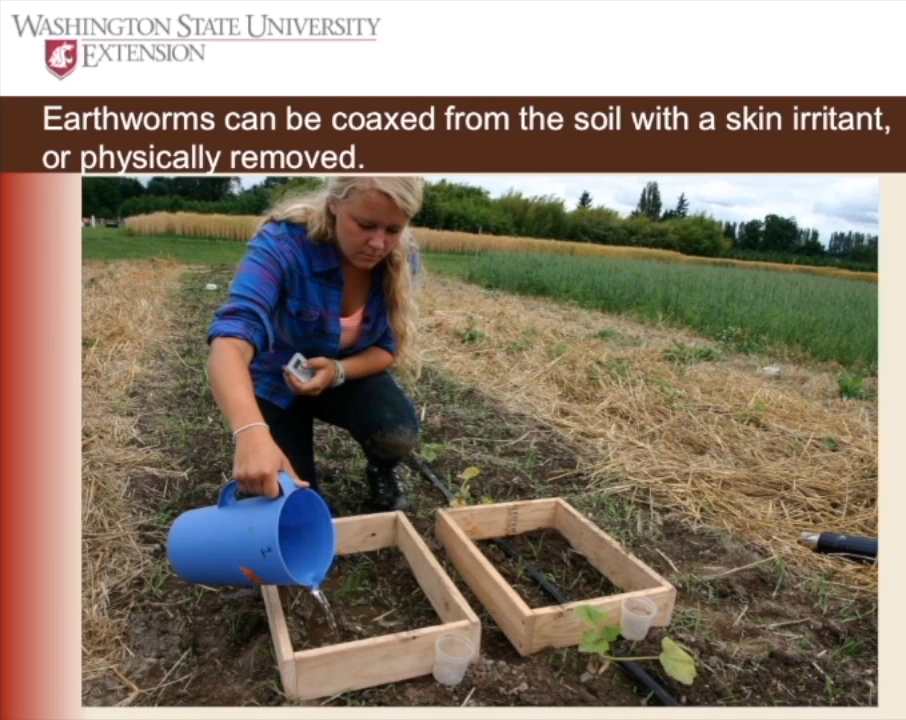 WASHINGTON STATE UNIVERSITY
EXTENSION
Earthworms can be coaxed from the soil with a skin irritant,
or physically removed.